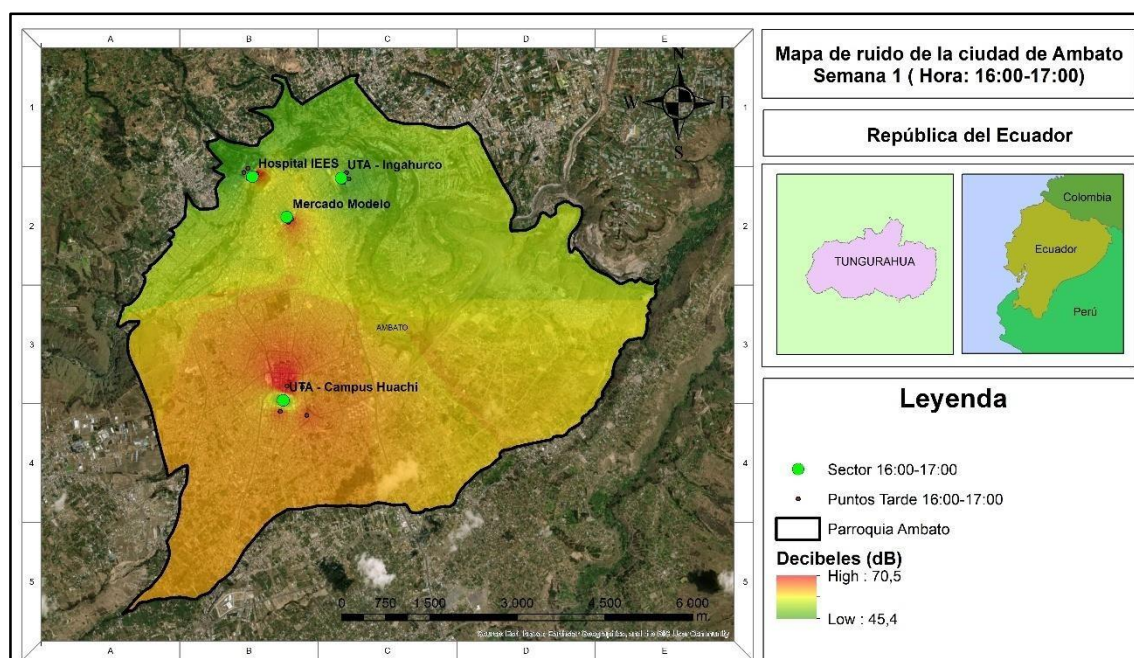 Mapa de ruido de la ciudad de Ambato
Semana 1 ( Hora: 16:00-17:00)
República del Ecuador
TUNGURAHUA
Colombia
Ecuador
Perú
Leyenda
Sector 16:00-17:00
Puntos Tarde 16:00-17:00
Parroquia Ambato
Decibeles (dB)
High : 70,5
Low : 45,4
A B C D E
1 1
2 2
3 3
4 4
5 5
A B C D E
N
W E
S
Hospital IEES
UTA - Ingahurco
Mercado Modelo
AMBATO
UTA - Campus Huachi
0 750 1 500 3 000 4 500 6 000
m